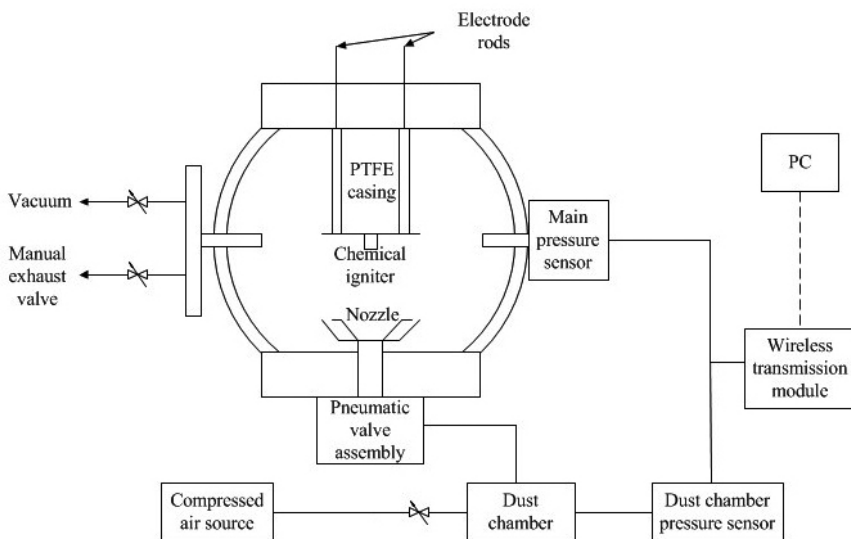 Electrode
rods
PTFE
casing
PC
Vacuum
Main
pressure
sensor
Manual
exhaust
valve
Chemical
igniter
Nozzle
Wireless
transmission
module
Pneumatic
valve
assembly
Compressed
air source
Dust
chamber
Dust chamber
pressure sensor